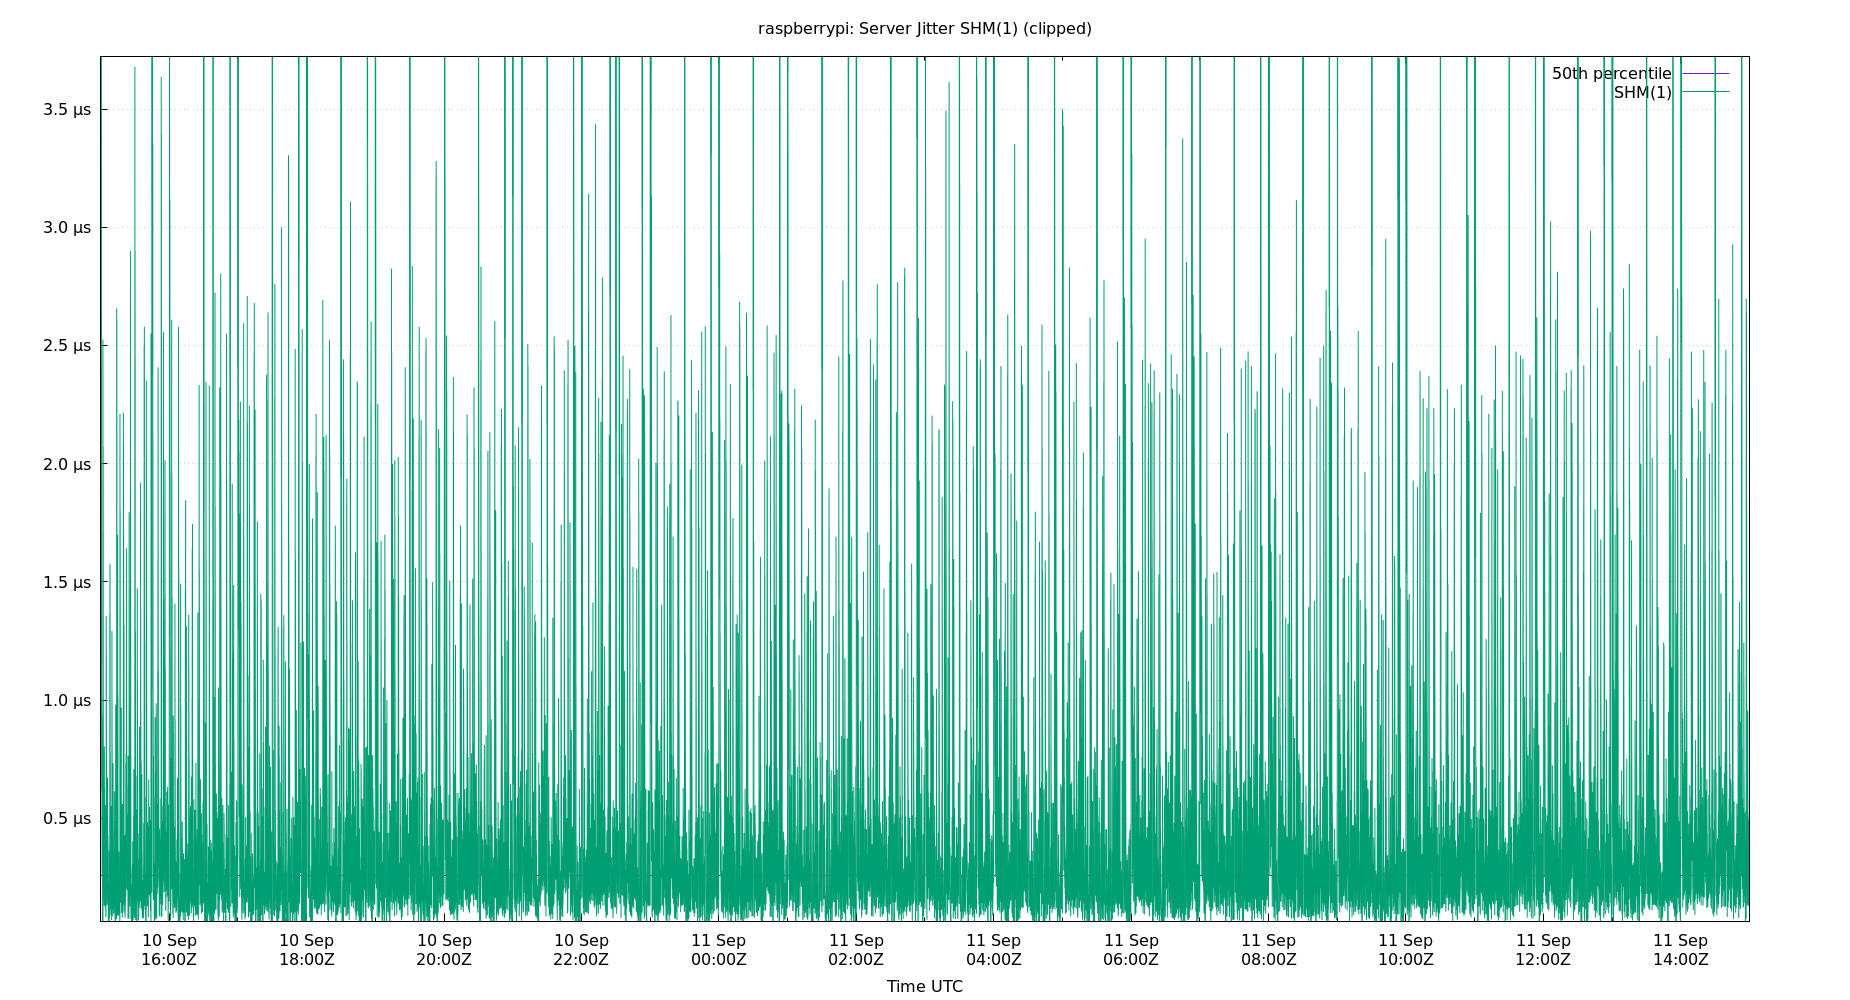 raspberrypi: Server Jitter SHM(1) (clipped)
50th percentile
SHM(1)
3.5 µs
3.0 µs
2.5 µs
2.0 µs
1.5 µs
1.0 µs
0.5 µs
10 Sep 10 Sep 10 Sep 10 Sep 11 Sep 11 Sep 11 Sep 11 Sep 11 Sep 11 Sep 11 Sep 11 Sep
16:00Z 18:00Z 20:00Z 22:00Z 00:00Z 02:00Z 04:00Z 06:00Z 08:00Z 10:00Z 12:00Z 14:00Z
Time UTC